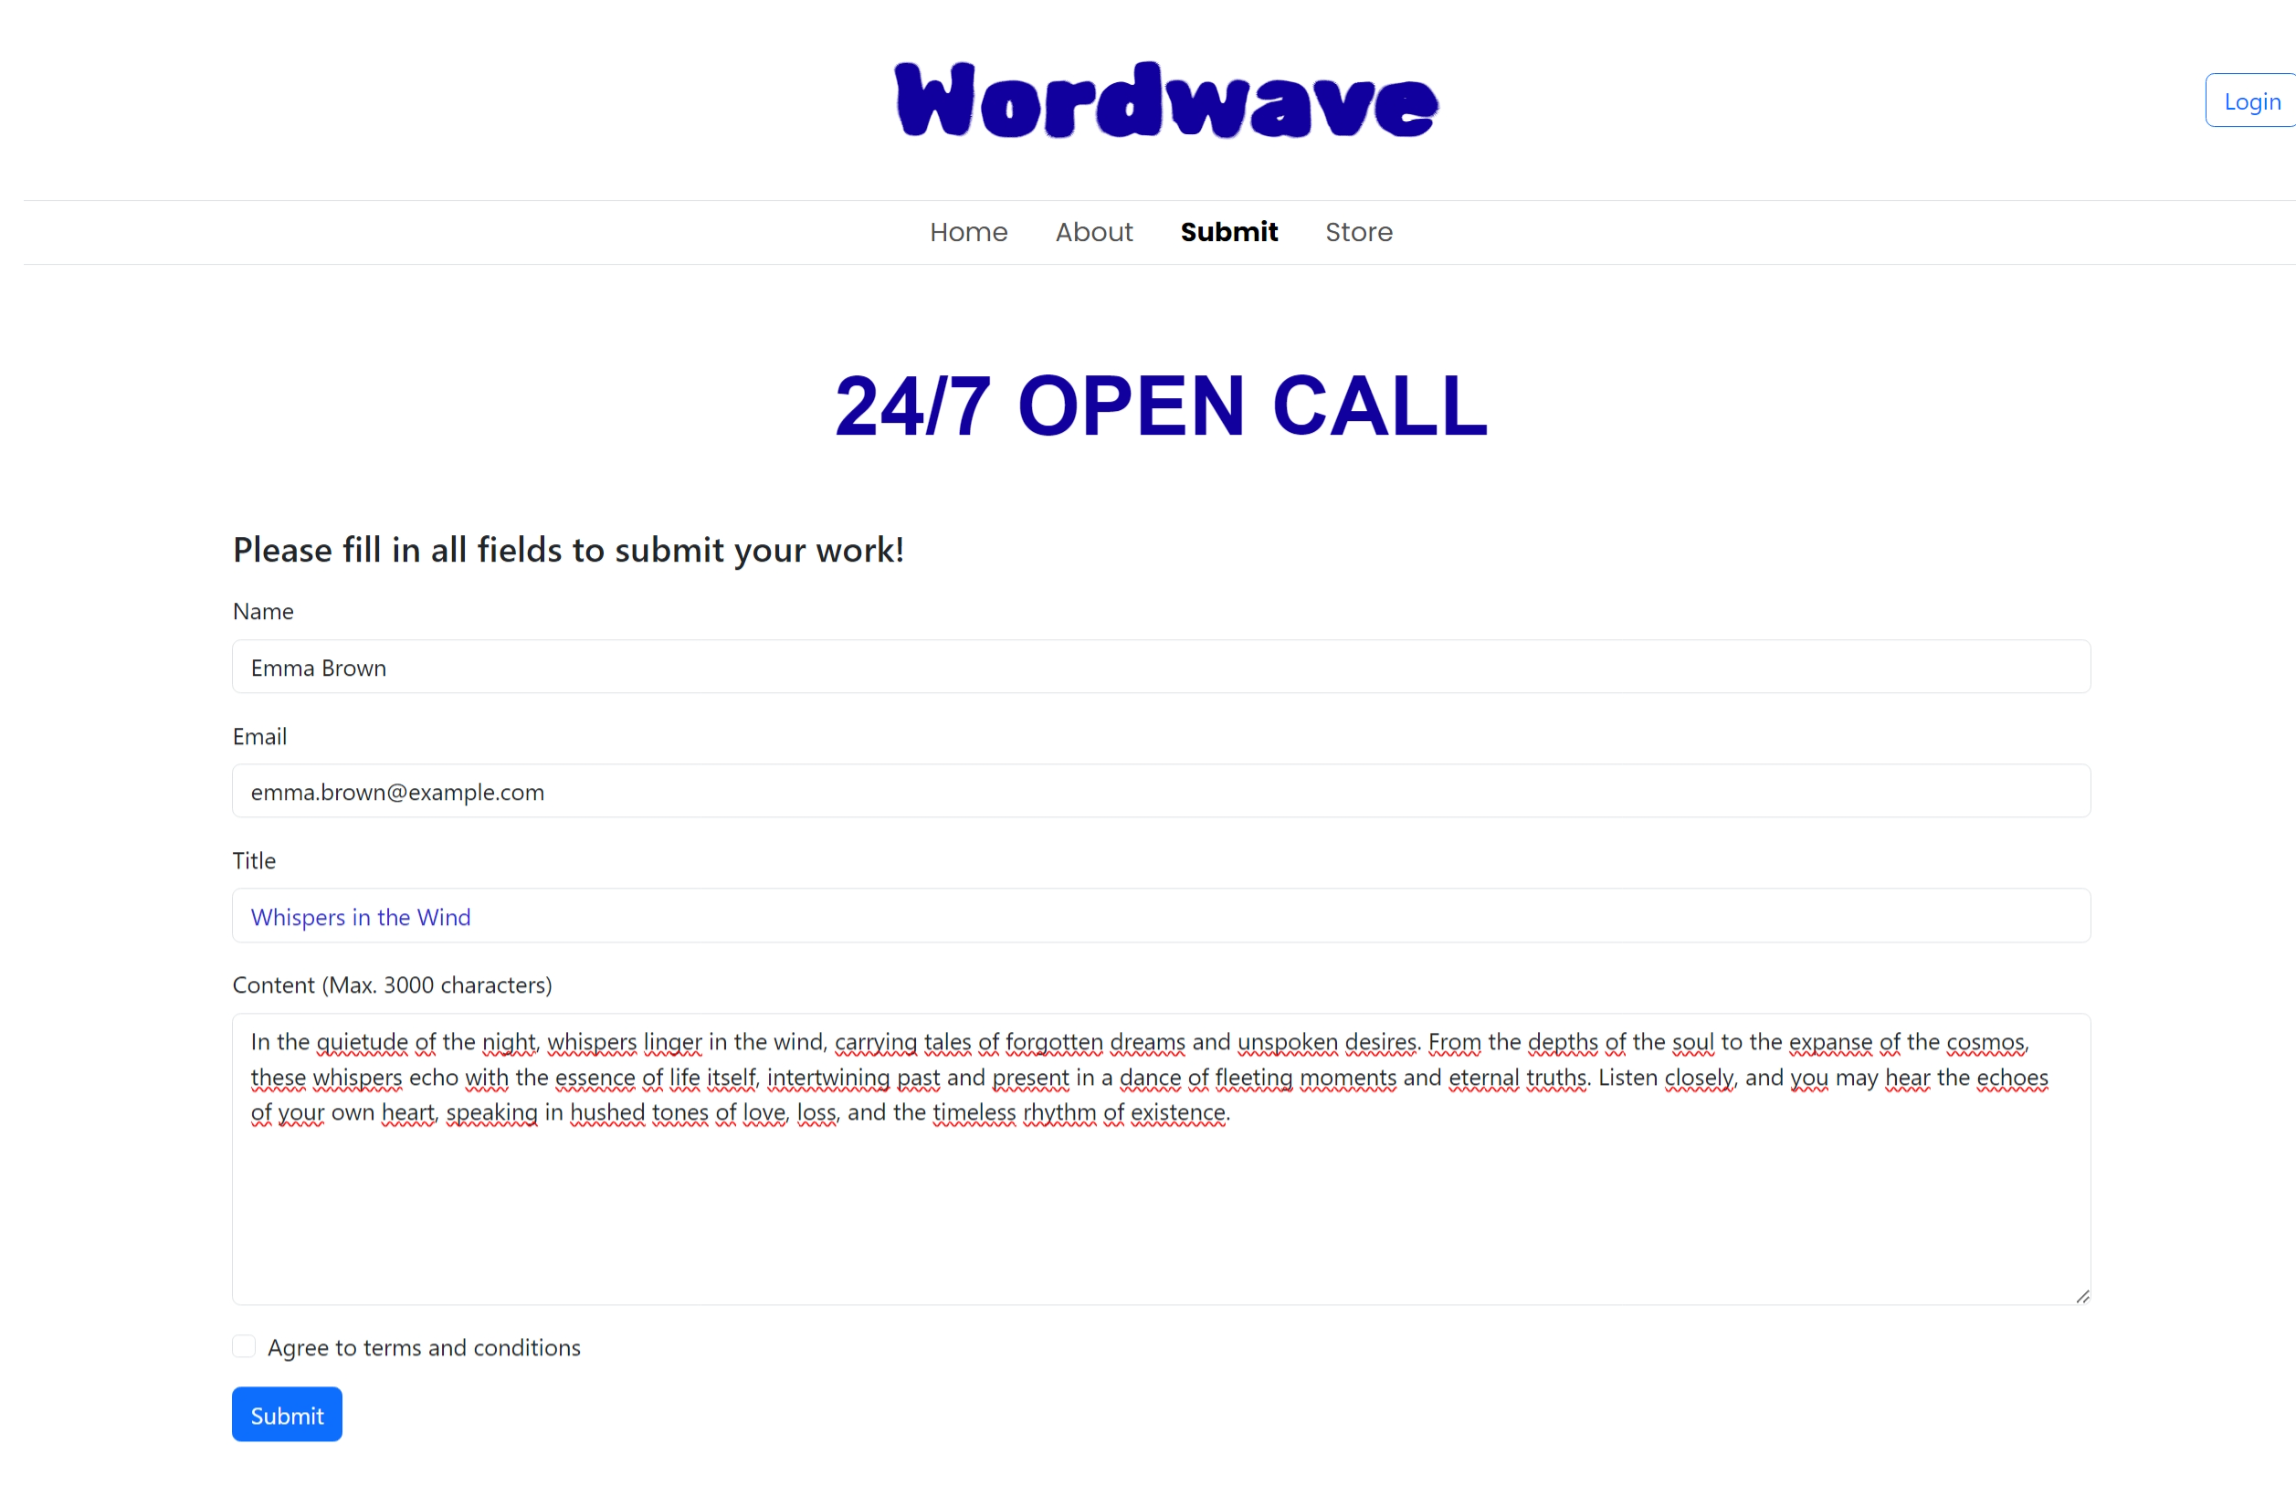 Wordwave
Login
Home About Submit Store
24/7 OPEN CALL
Please fill in all fields to submit your work!
Name
Emma Brown
Email
emma.brown@example.com
Title
Whispers in the Wind
Content (Max. 3000 characters)
In the quietude of the night, whispers linger in the wind, carrying tales of forgotten dreams and unspoken desires. From the depths of the soul to the expanse of the cosmos,
these whispers echo with the essence of life itself, intertwining past and present in a dance of fleeting moments and eternal truths. Listen closely, and you may hear the echoes
of your own heart, speaking in hushed tones of love, loss, and the timeless rhythm of existence.
Agree to terms and conditions
Submit